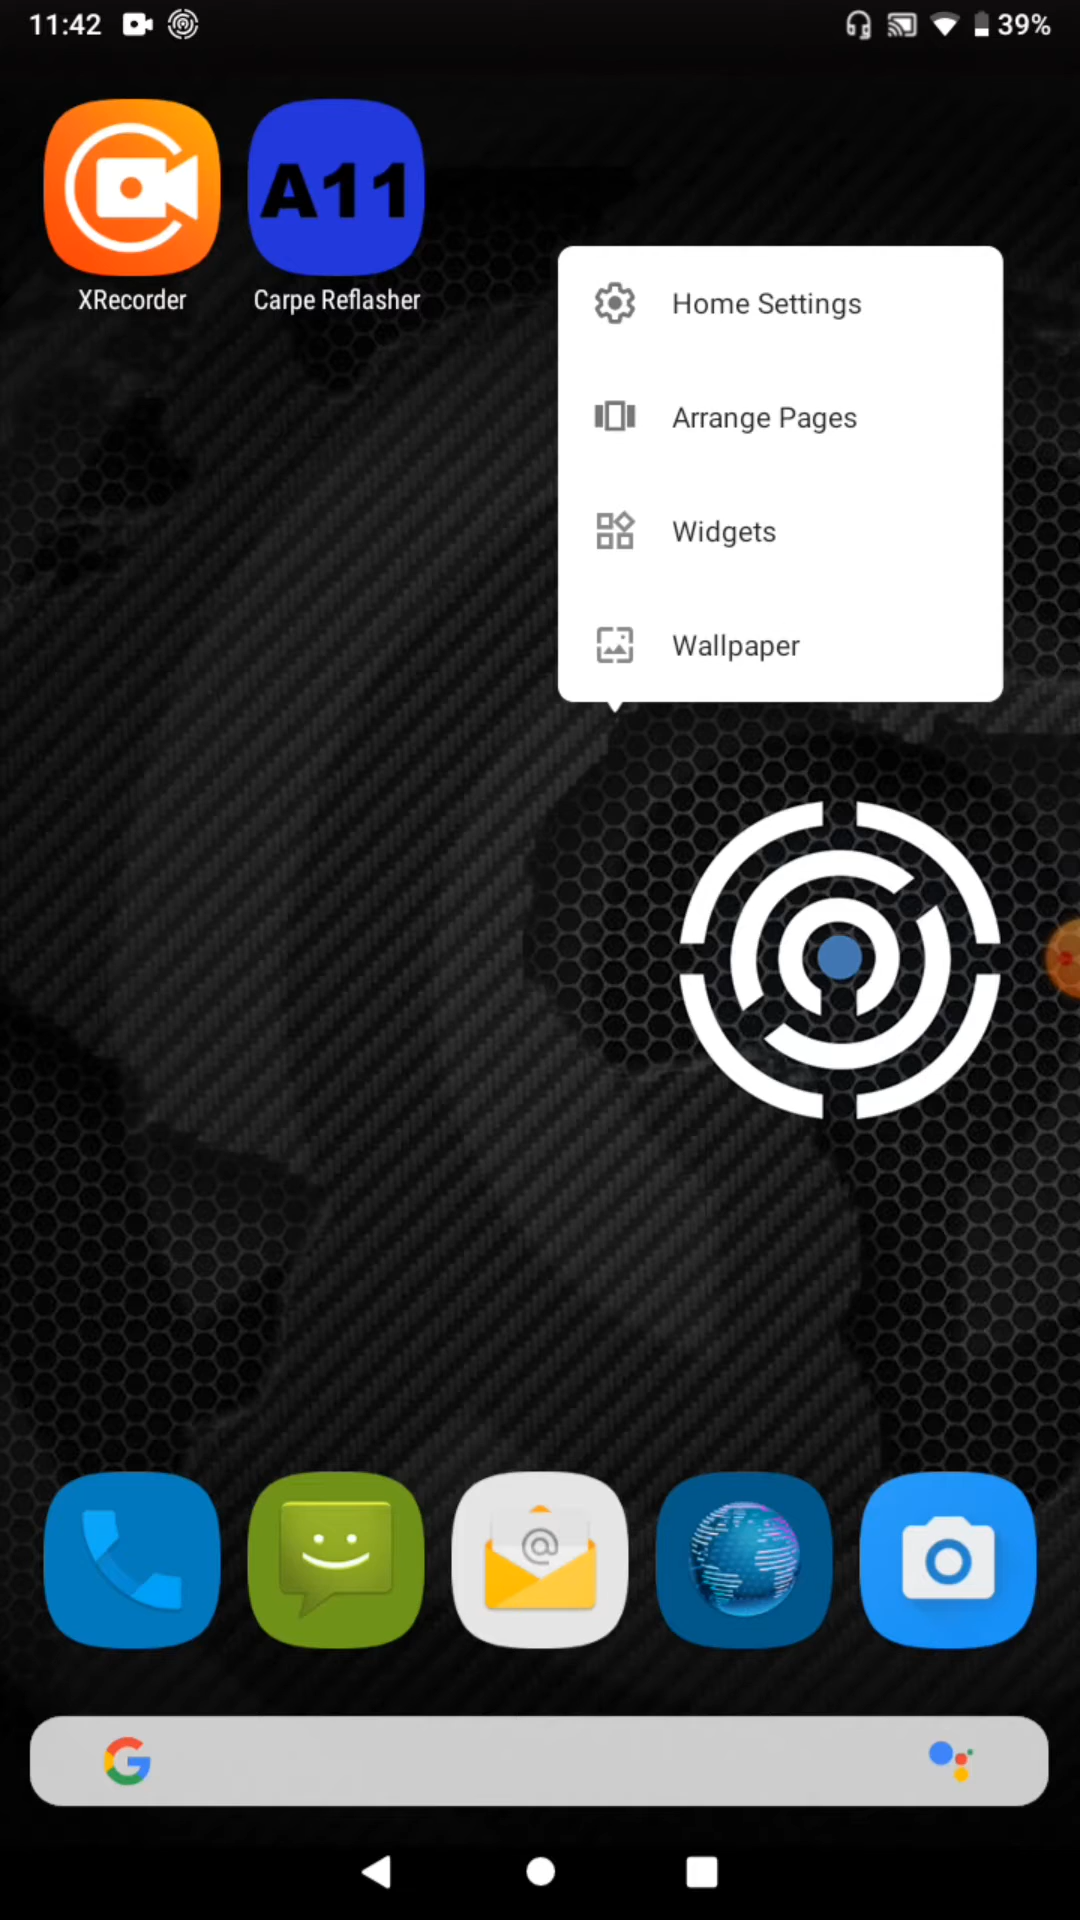 11:42
39%
A11
XRecorder
Carpe Reflasher
Home Settings
Arrange Pages
Widgets
Wallpaper
@
G